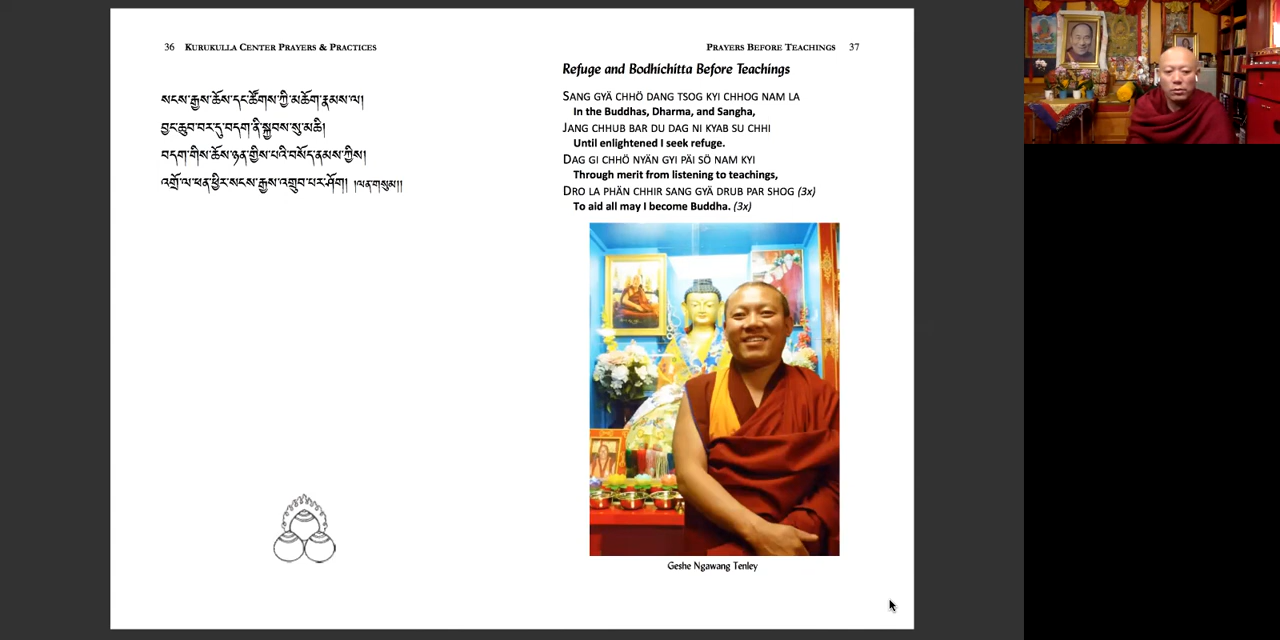 36 KURUKULLA CENTER PRAYERS & PRACTICES
སངས་རྒྱས་ཆོས་དང་ཚོགས་ཀྱི་མཆོག་རྣམས་ལ།
བྱང་ཆུབ་བར་དུ་བདག་ནི་སྐྱབས་སུ་མཆི།
བདག་གིས་ཆོས་ཉན་གྱིས་པའི་བསོད་ནམས་ཀྱིས།
འགྲོ་ལ་ཕན་ཕྱིར་སངས་རྒྱས་འགྲུབ་པར་ཤོག། །ལན་གསུམ།།
PRAYERS BEFORE TEACHINGS 37
Refuge and Bodhichitta Before Teachings
SANG GYÄ CHHÖ DANG TSOG KYI CHHOG NAM LA
In the Buddhas, Dharma, and Sangha,
JANG CHHUB BAR DU DAG NI KYAB SU CHHI
Until enlightened I seek refuge.
DAG GI CHHÖ NYÄN GYI PÄI SÖ NAM KYI
Through merit from listening to teachings,
DRO LA PHÄN CHHIR SANG GYÄ DRUB PAR SHOG (3x)
To aid all may I become Buddha. (3x)
Geshe Ngawang Tenley